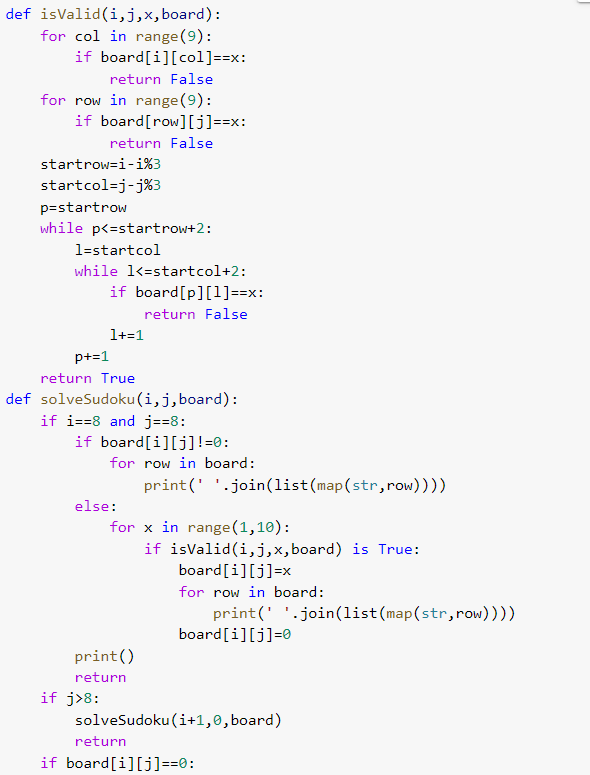 def isValid(i,j,x,board):
    for col in range(9):
        if board[i][col]==x:
            return False
    for row in range(9):
        if board[row][j]==x:
            return False
    startrow=i-i%3
    startcol=j-j%3
    p=startrow
    while p<=startrow+2:
        l=startcol
        while l<=startcol+2:
            if board[p][l]==x:
                return False
            l+=1
        p+=1
    return True
def solveSudoku(i,j,board):
    if i==8 and j==8:
        if board[i][j]!=0:
            for row in board:
                print(' '.join(list(map(str,row))))
        else:
            for x in range(1,10):
                if isValid(i,j,x,board) is True:
                    board[i][j]=x
                    for row in board:
                        print(' '.join(list(map(str,row))))
                    board[i][j]=0
        print()
        return
    if j>8:
        solveSudoku(i+1,0,board)
        return
    if board[i][j]==0: